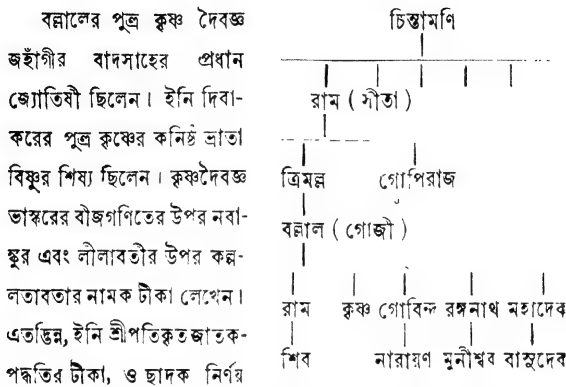 বল্লালের পুত্র কৃষ্ণ দৈবজ্ঞ
জহাঁগীর বাদসাহের প্রধান
জ্যোতিষী ছিলেন। ইনি দিবা-
করের পুত্র কৃষ্ণের কনিষ্ঠ ভ্রাতা
বিষ্ণুর শিষ্য ছিলেন। কৃষ্ণদৈবজ্ঞ
ভাস্করের বীজগণিতের উপর নবা-
ঙ্কুর এবং লীলাবতীর উপর কল্প-
লতাবতার নামক টীকা লেখেন।
এতদ্ভিন্ন, ইনি শ্রীপতিকৃত জাতক-
পদ্ধতির টীকা, ও ছাদক নির্ণয়
চিন্তামণি
রাম (সীতা)
ত্রিমল্ল গোপিরাজ
বল্লাল (গোজী)
রাম কৃষ্ণ গোবিন্দ রঙ্গনাথ মহাদেব
শিব নারায়ণ মুনীশ্বর বাসুদেব